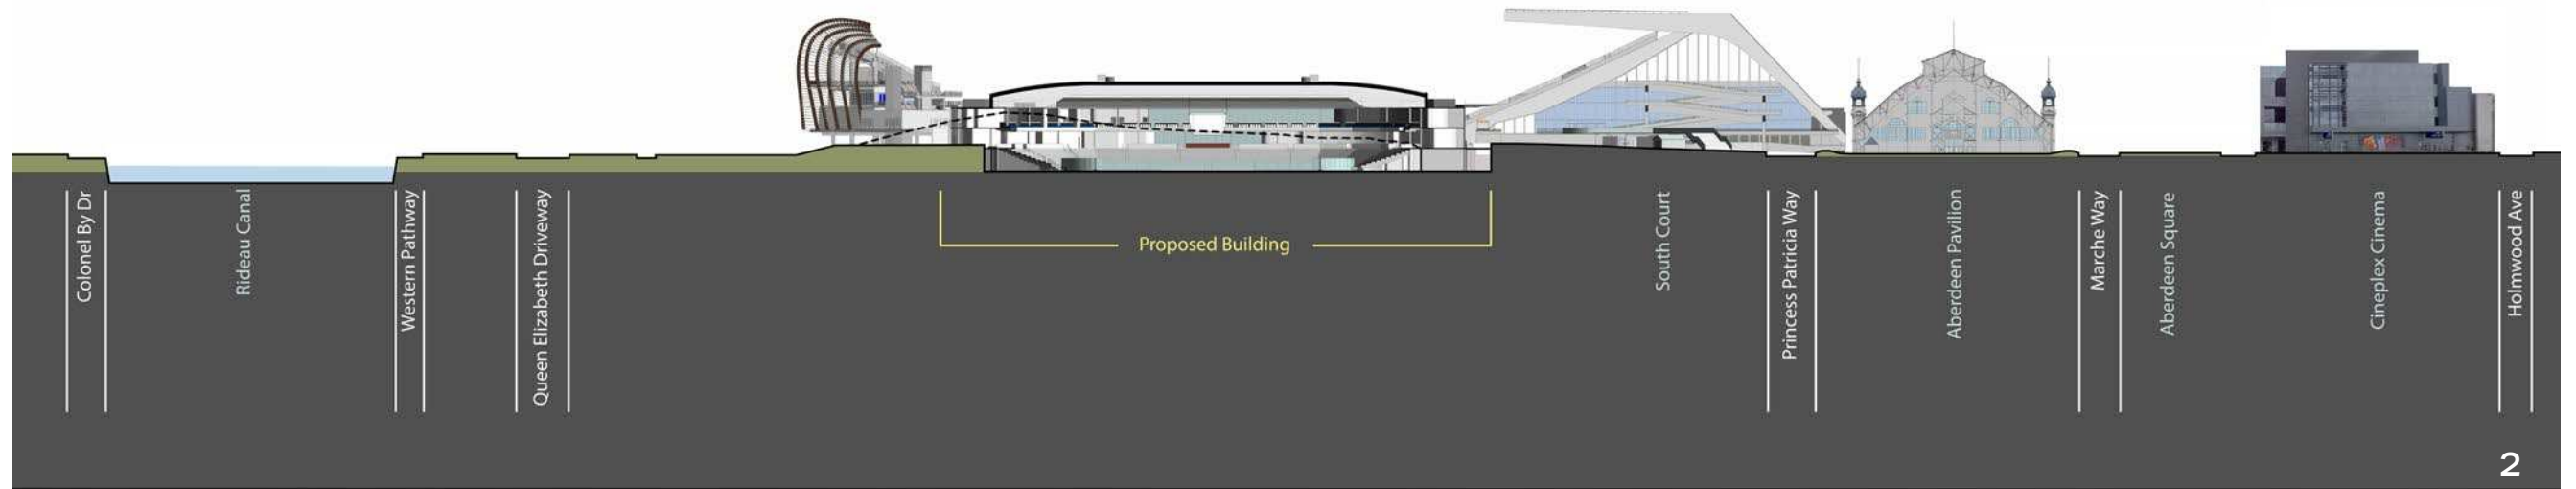 Colonel By Dr
Rideau Canal
Western Pathway
Queen Elizabeth Driveway
Proposed Building
South Court
Princess Patricia Way
Aberdeen Pavilion
Marche Way
Aberdeen Square
Cineplex Cinema
Holmwood Ave
2